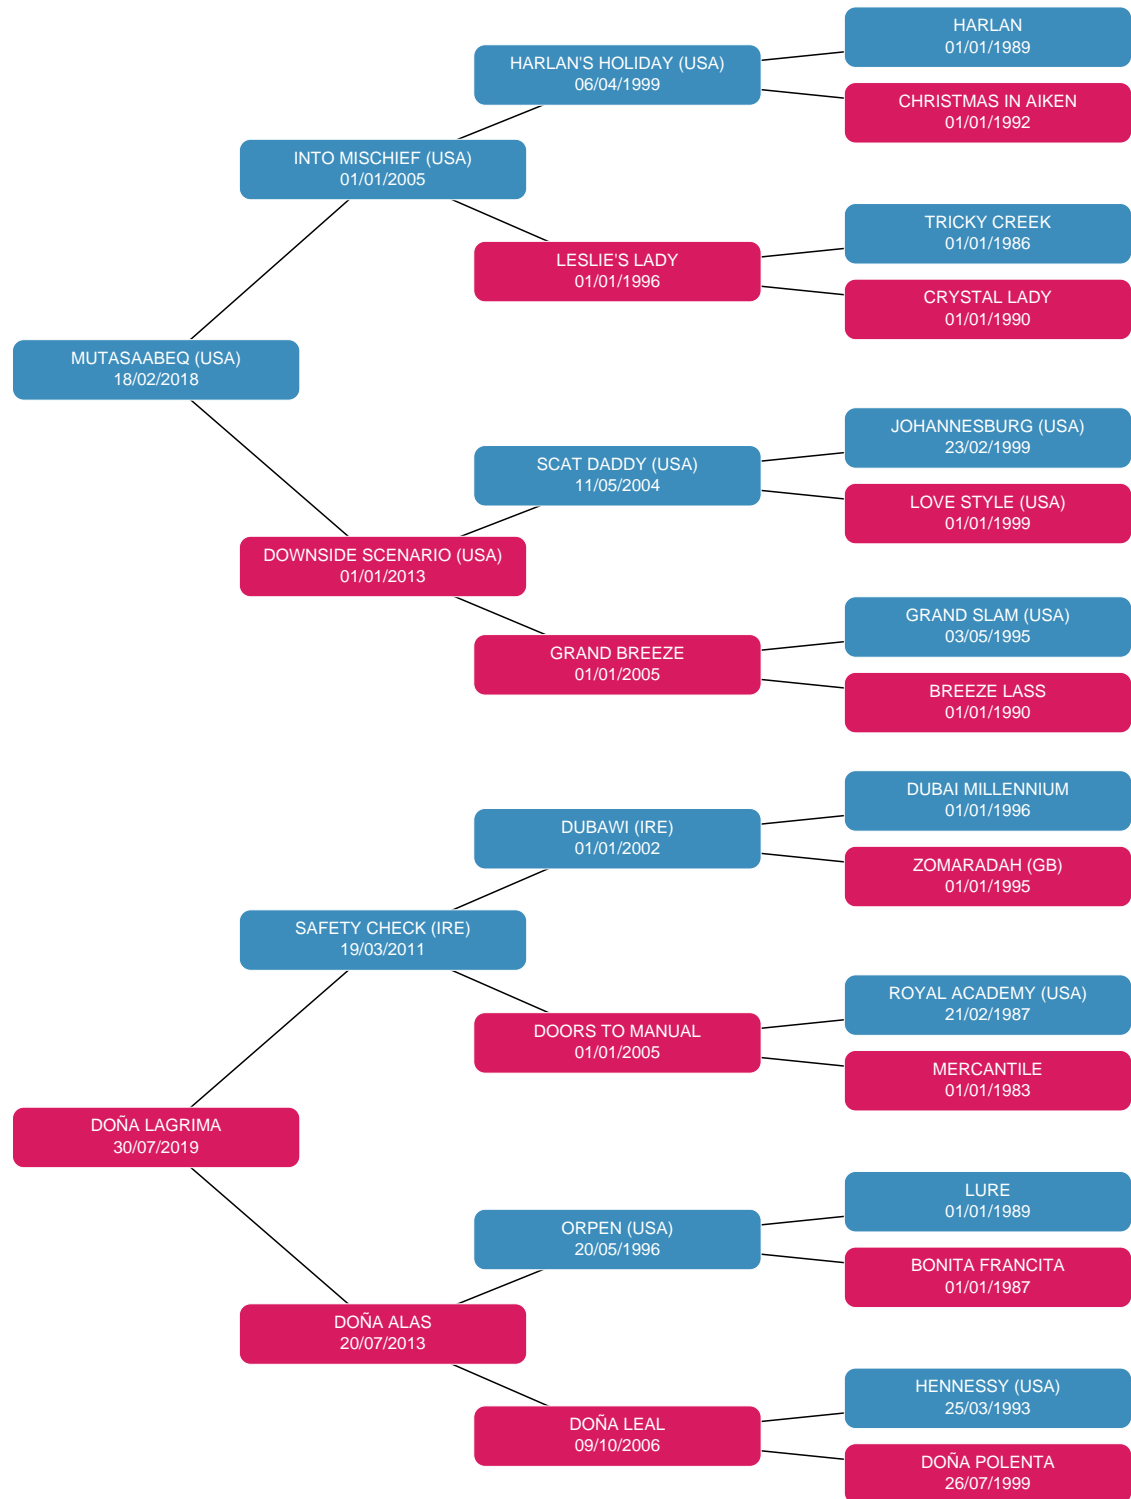 HARLAN
01/01/1989
HARLAN'S HOLIDAY (USA)
06/04/1999
CHRISTMAS IN AIKEN
01/01/1992
INTO MISCHIEF (USA)
01/01/2005
TRICKY CREEK
01/01/1986
LESLIE'S LADY
01/01/1996
CRYSTAL LADY
01/01/1990
MUTASAABEQ (USA)
18/02/2018
JOHANNESBURG (USA)
23/02/1999
SCAT DADDY (USA)
11/05/2004
LOVE STYLE (USA)
01/01/1999
DOWNSIDE SCENARIO (USA)
01/01/2013
GRAND SLAM (USA)
03/05/1995
GRAND BREEZE
01/01/2005
BREEZE LASS
01/01/1990
DUBAI MILLENNIUM
01/01/1996
DUBAWI (IRE)
01/01/2002
ZOMARADAH (GB)
01/01/1995
SAFETY CHECK (IRE)
19/03/2011
ROYAL ACADEMY (USA)
21/02/1987
DOORS TO MANUAL
01/01/2005
MERCANTILE
01/01/1983
DOÑA LAGRIMA
30/07/2019
LURE
01/01/1989
ORPEN (USA)
20/05/1996
BONITA FRANCITA
01/01/1987
DOÑA ALAS
20/07/2013
HENNESSY (USA)
25/03/1993
DOÑA LEAL
09/10/2006
DOÑA POLENTA
26/07/1999